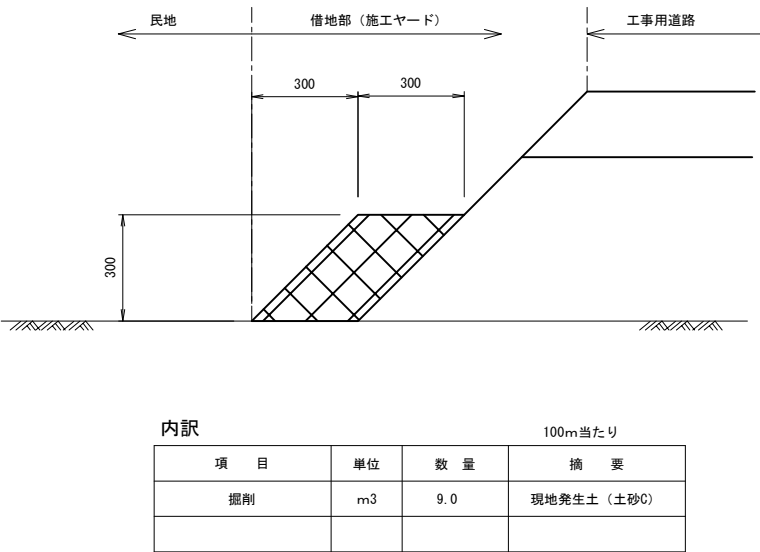 民地 借地部（施工ヤード） 工事用道路
300 300
300
内訳 100m当たり
項 目 単位 数 量 摘 要
掘削 m3 9.0 現地発生土（土砂C）